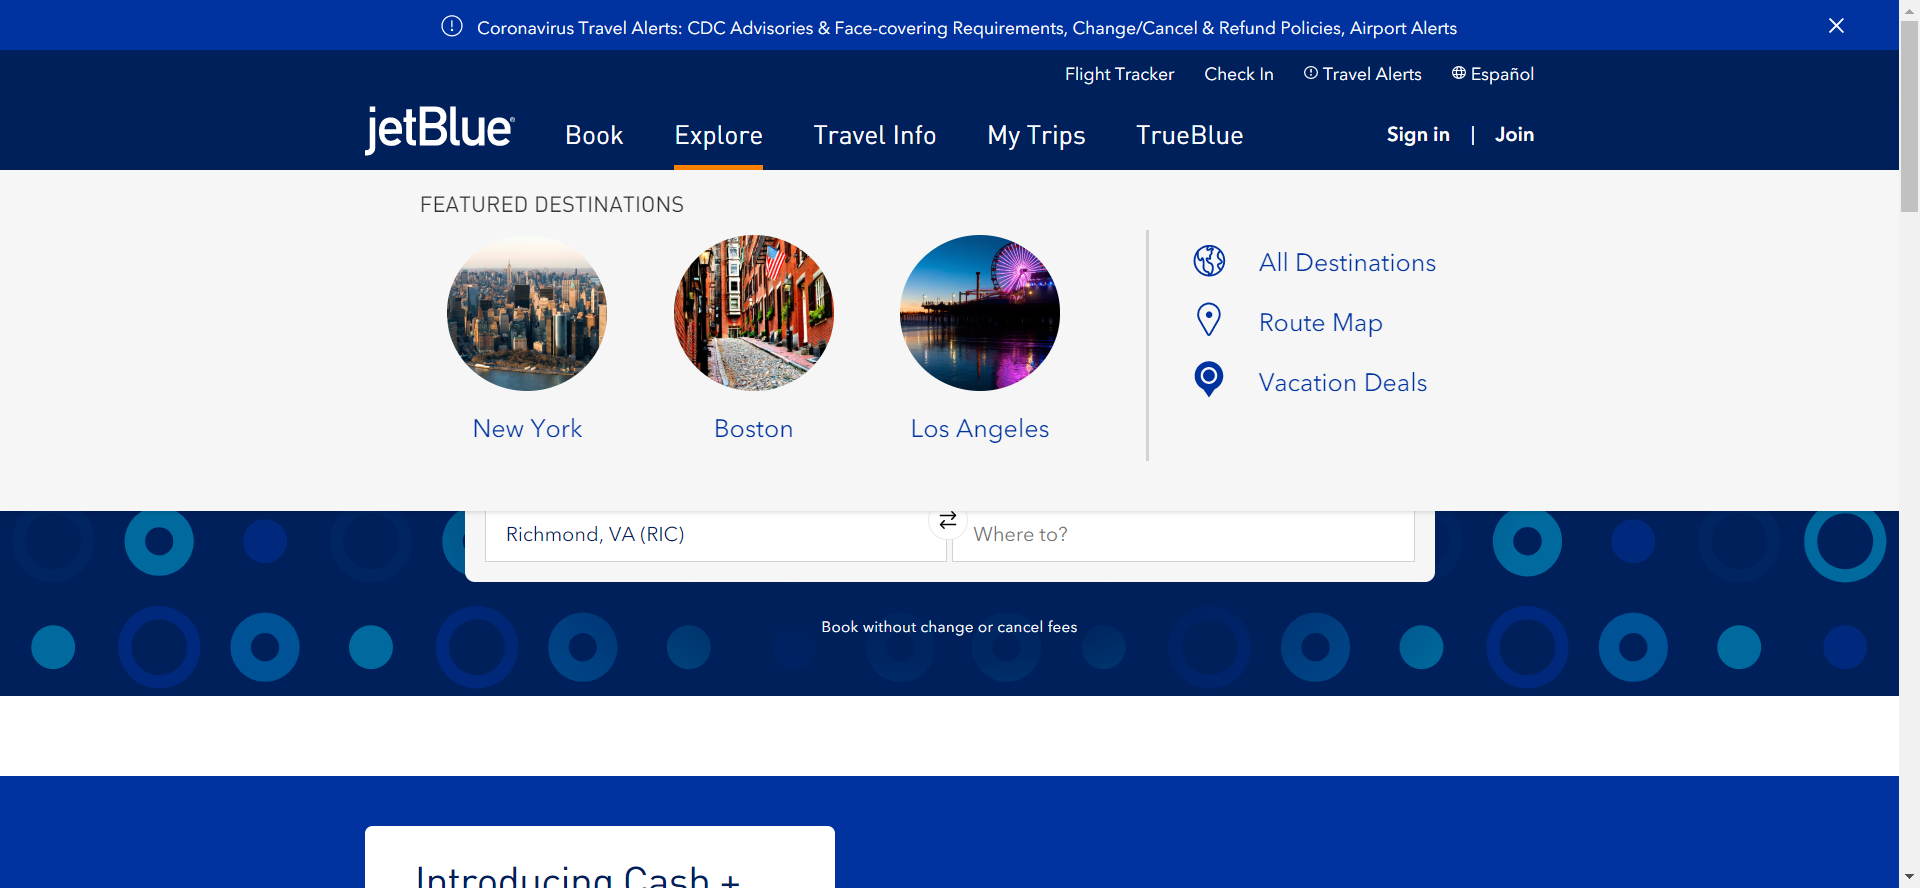 Coronavirus Travel Alerts: CDC Advisories & Face-covering Requirements, Change/Cancel & Refund Policies, Airport Alerts
Flight Tracker Check In Travel Alerts Español
jetBlue Book Explore Travel Info My Trips TrueBlue Sign in | Join
FEATURED DESTINATIONS
All Destinations
Route Map
Vacation Deals
New York Boston Los Angeles
Richmond, VA (RIC) Where to?
Book without change or cancel fees
Introducing Cash +